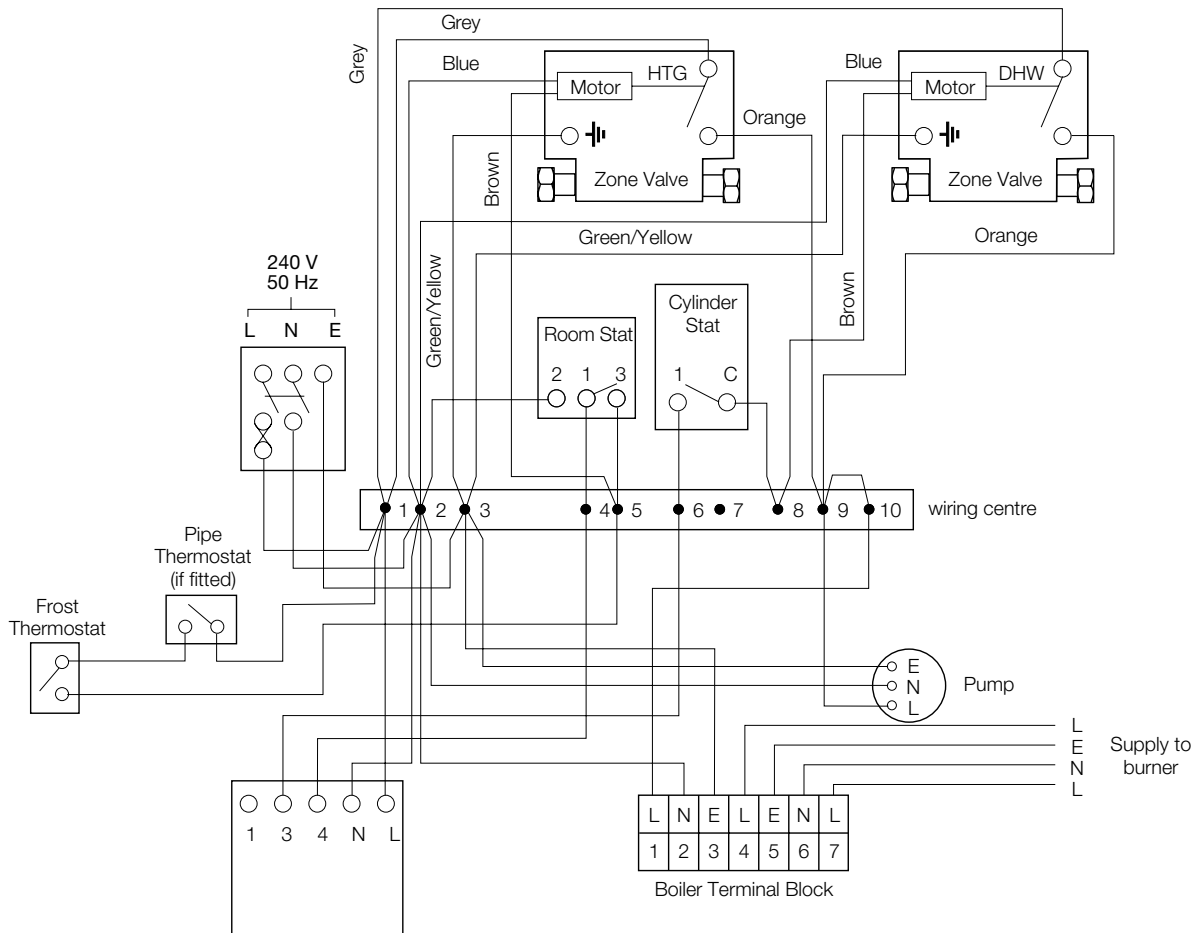 Grey
Grey
Blue
HTG
Motor
Orange
Brown
Zone Valve
Blue
DHW
Motor
Zone Valve
Green/Yellow
Orange
Green/Yellow
Brown
240 V
50 Hz
L N E
Room Stat
2 1 3
Cylinder
Stat
1 C
1 2 3 4 5 6 7 8 9 10
wiring centre
Pipe
Thermostat
(if fitted)
Frost
Thermostat
E
N
L
Pump
L
E
N
L
Supply to
burner
1 3 4 N L
L N E L E N L
1 2 3 4 5 6 7
Boiler Terminal Block